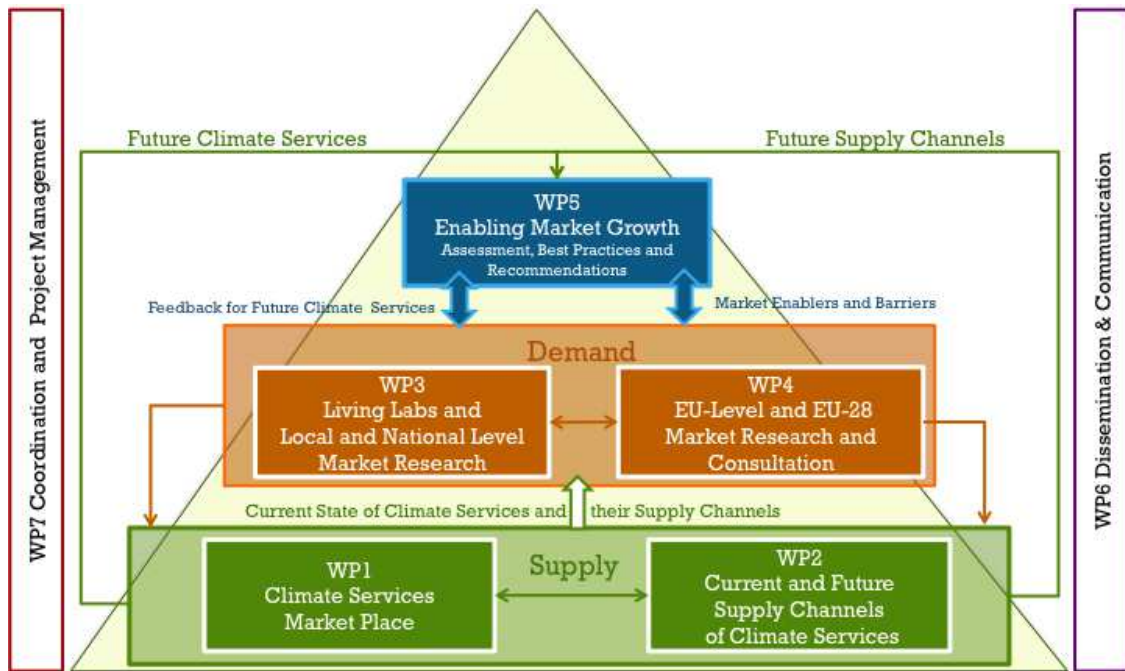 WP7 Coordination and Project Management
Future Climate Services
Future Supply Channels
WP5
Enabling Market Growth
Assessment, Best Practices and
Recommendations
Feedback for Future Climate Services
Market Enablers and Barriers
Demand
WP3
Living Labs and
Local and National Level
Market Research
WP4
EU-Level and EU-28
Market Research and
Consultation
Current State of Climate Services and their Supply Channels
WP1
Climate Services
Market Place
Supply
WP2
Current and Future
Supply Channels
of Climate Services
WP6 Dissemination & Communication